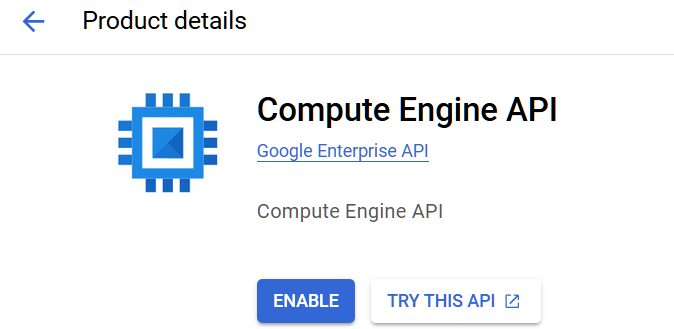 Product details
Compute Engine API
Google Enterprise API
Compute Engine API
ENABLE TRY THIS API